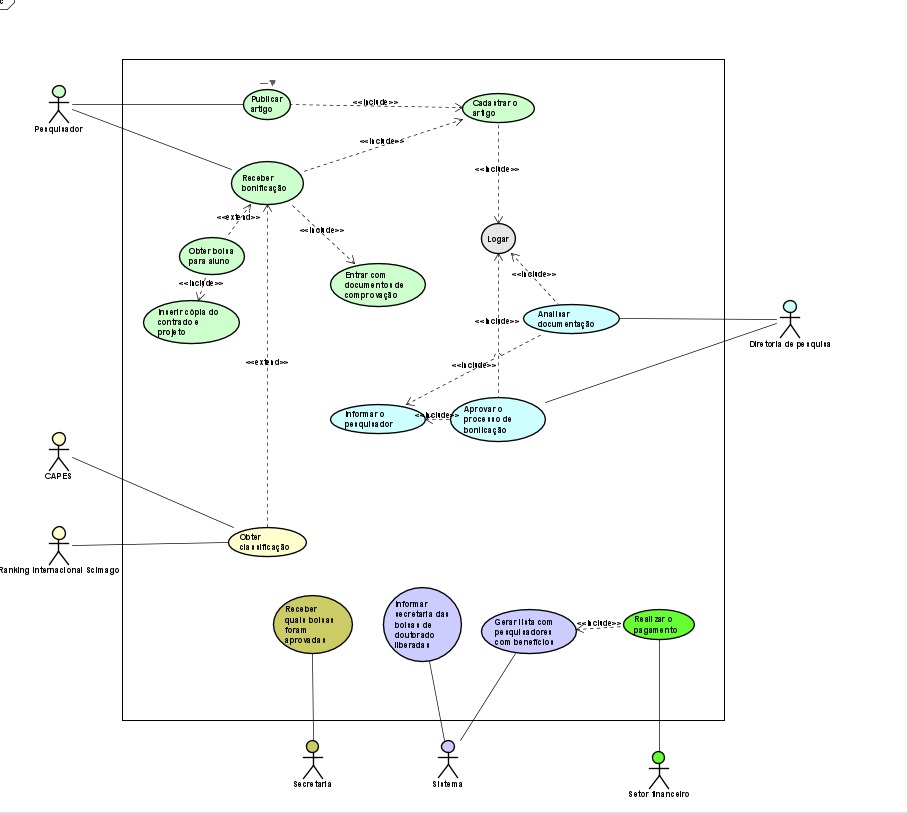 Publicar
artigo
<<include>>
Cadastrar o
artigo
Pesquisador
<<include>>
<<include>>
Receber
bonificação
<<extend>>
<<include>>
Logar
Obter bolsa
para aluno
<<include>>
<<include>>
Entrar com
documentos de
comprovação
Inserir cópia do
contrado e
projeto
<<include>>
Analisar
documentação
Diretoria de pesquisa
<<extend>>
<<include>>
Informar o
pesquisador
<<include>>
Aprovar o
processo de
bonificação
CAPES
Obter
classificação
Ranking Internacional Scimago
Receber
quais bolsas
foram
aprovadas
Informar
secretaria das
bolsas de
doutorado
liberadas
Gerar lista com
pesquisadores
com benefícios
<<include>>
Realizar o
pagamento
Secretaria
Sistema
Setor financeiro